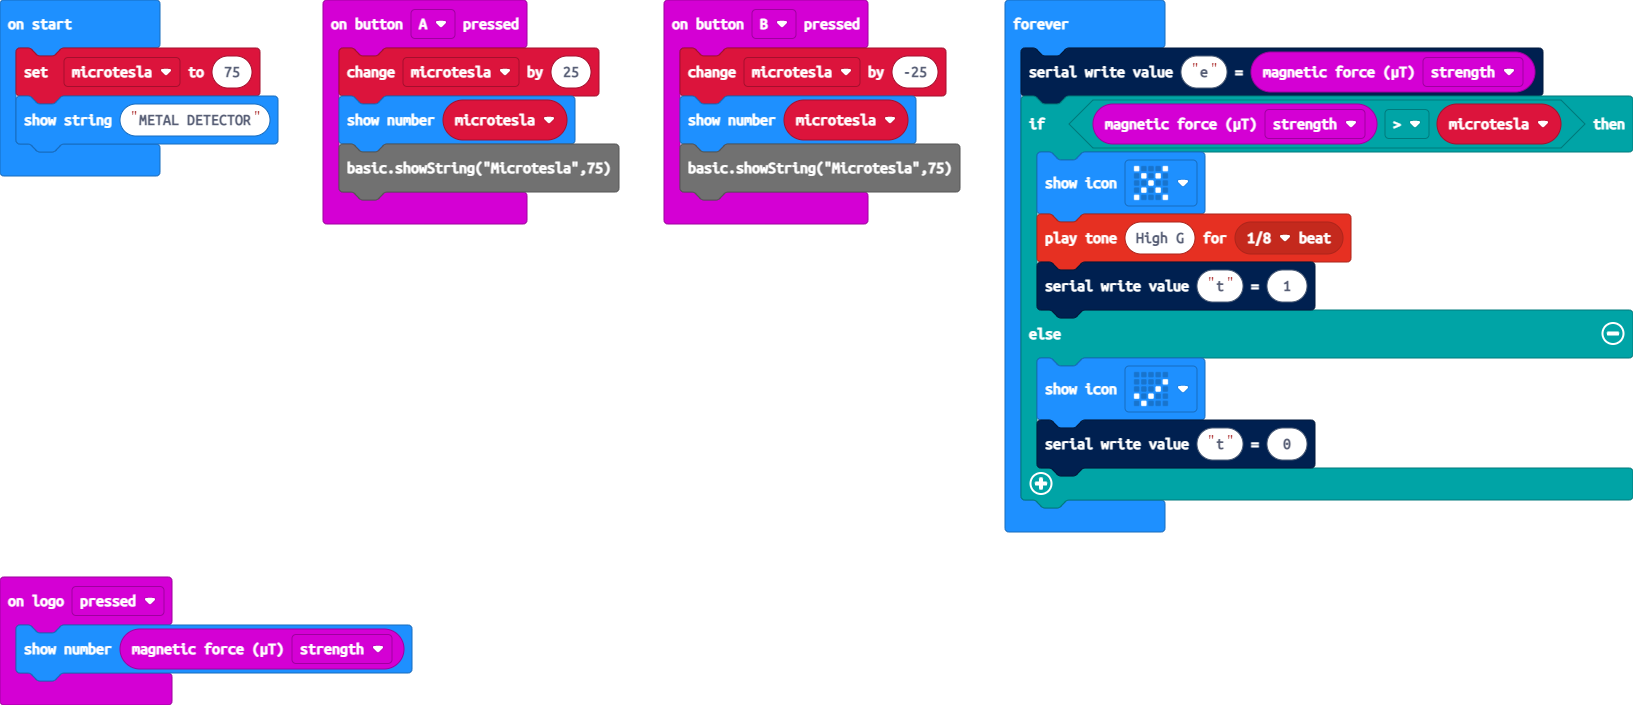 on start
set microtesla to 75
show string "METAL DETECTOR"
on button A pressed
change microtesla by 25
show number microtesla
basic.showString("Microtesla",75)
on button B pressed
change microtesla by -25
show number microtesla
basic.showString("Microtesla",75)
forever
serial write value "e" = magnetic force (µT) strength
if magnetic force (µT) strength > microtesla then
show icon
play tone High G for 1/8 beat
serial write value "t" = 1
else
show icon
serial write value "t" = 0
on logo pressed
show number magnetic force (µT) strength